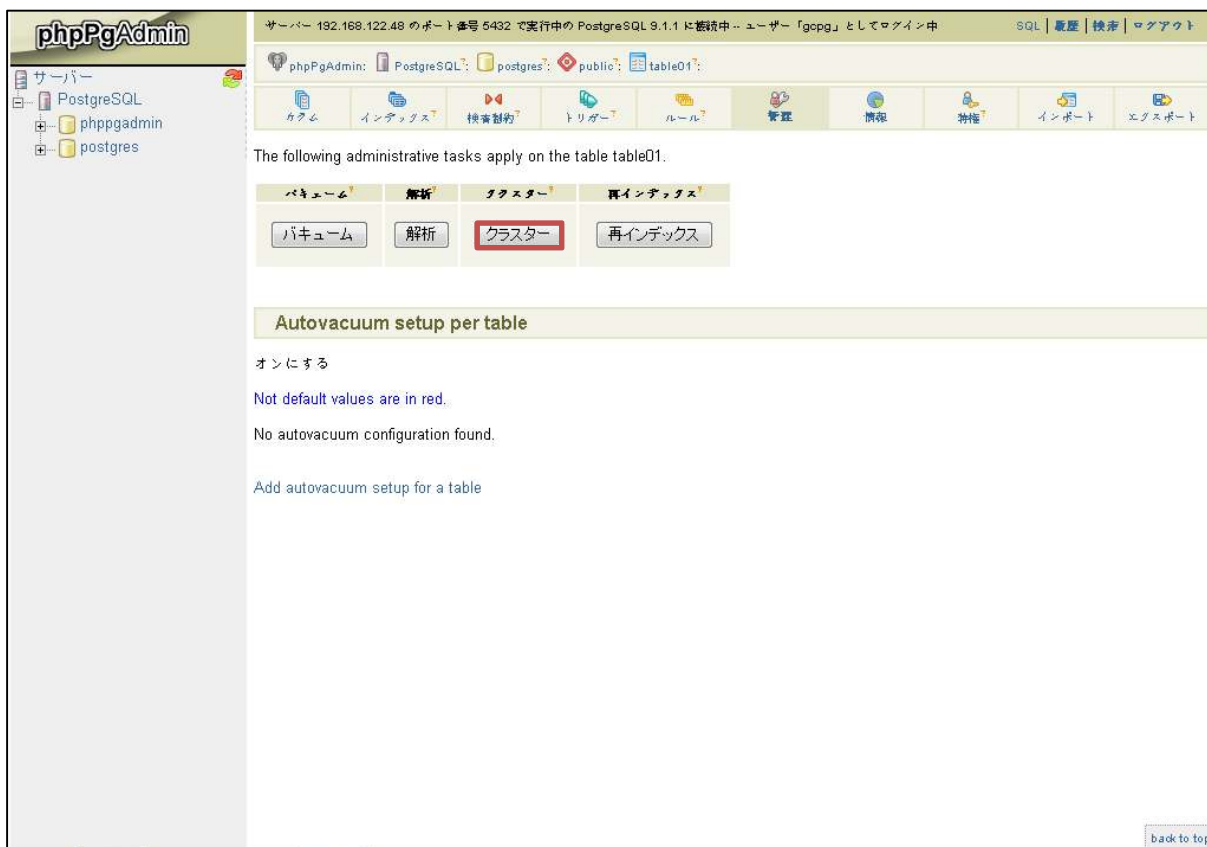 phpPgAdmin
サーバー 192.168.122.48 のポート番号 5432 で実行中の PostgreSQL 9.1.1 に接続中 -- ユーザー「gopg」としてログイン中
SQL | 履歴 | 検索 | ログアウト
サーバー
PostgreSQL
phppgadmin
postgres
phpPgAdmin: PostgreSQL?: postgres?: public?: table01?:
カラム インデックス? 検査制約? トリガー? ルール? 管理 情報 特権? インポート エクスポート
The following administrative tasks apply on the table table01.
バキューム? 解析? クラスター? 再インデックス?
バキューム 解析 クラスター 再インデックス
Autovacuum setup per table
オンにする
Not default values are in red.
No autovacuum configuration found.
Add autovacuum setup for a table
back to top